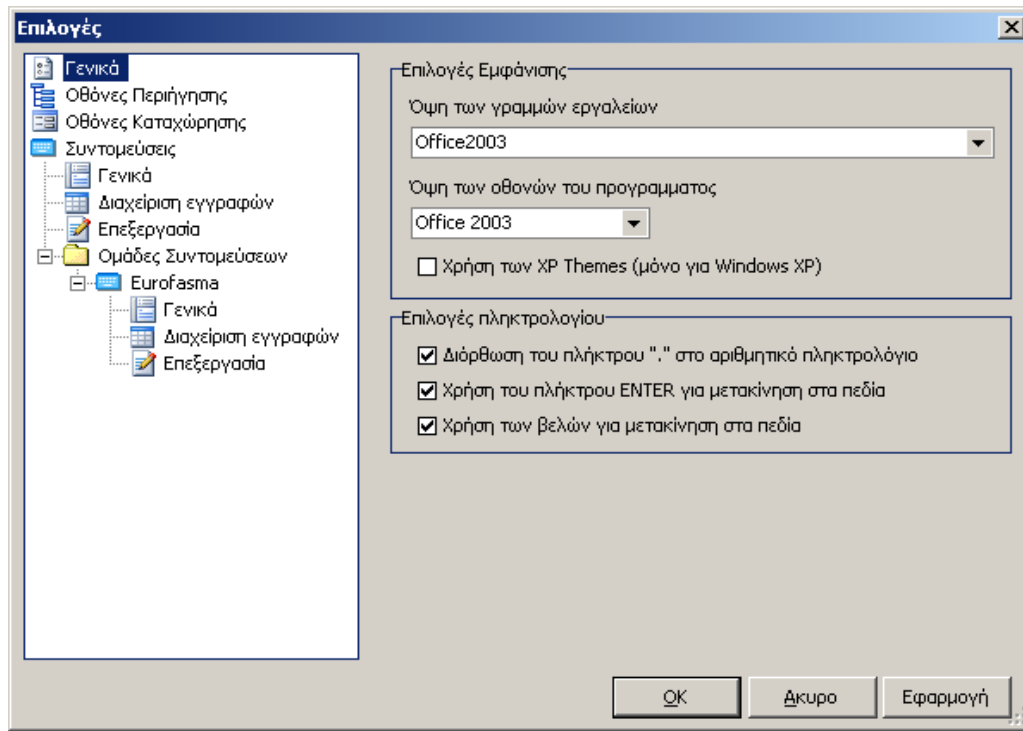 Επιλογές
Γενικά
Οθόνες Περιήγησης
Οθόνες Καταχώρησης
Συντομεύσεις
Γενικά
Διαχείριση εγγραφών
Επεξεργασία
Ομάδες Συντομεύσεων
Eurofasma
Γενικά
Διαχείριση εγγραφών
Επεξεργασία
Επιλογές Εμφάνισης
Όψη των γραμμών εργαλείων
Office2003
Όψη των οθονών του προγραμματος
Office 2003
Χρήση των XP Themes (μόνο για Windows XP)
Επιλογές πληκτρολογίου
Διόρθωση του πλήκτρου "." στο αριθμητικό πληκτρολόγιο
Χρήση του πλήκτρου ENTER για μετακίνηση στα πεδία
Χρήση των βελών για μετακίνηση στα πεδία
OK Ακυρο Εφαρμογή